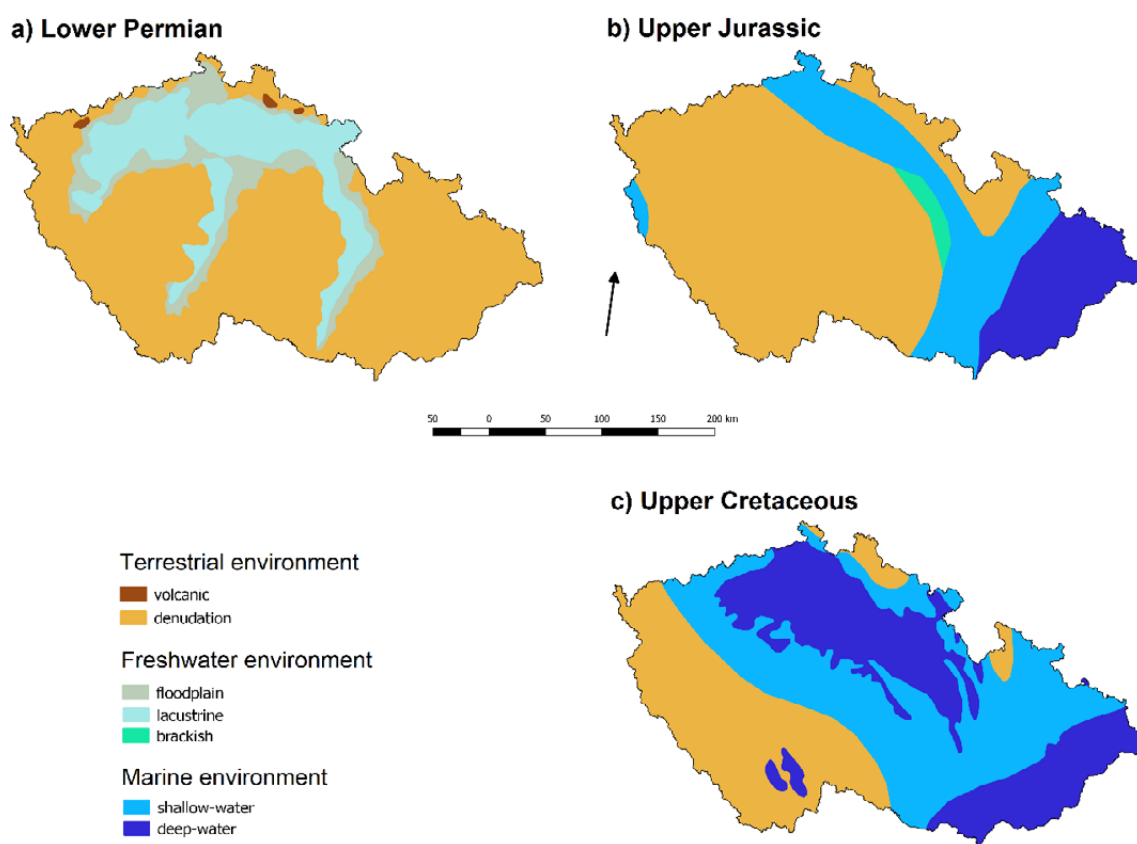 a) Lower Permian
b) Upper Jurassic
50 0 50 100 150 200 km
c) Upper Cretaceous
Terrestrial environment
volcanic
denudation
Freshwater environment
floodplain
lacustrine
brackish
Marine environment
shallow-water
deep-water